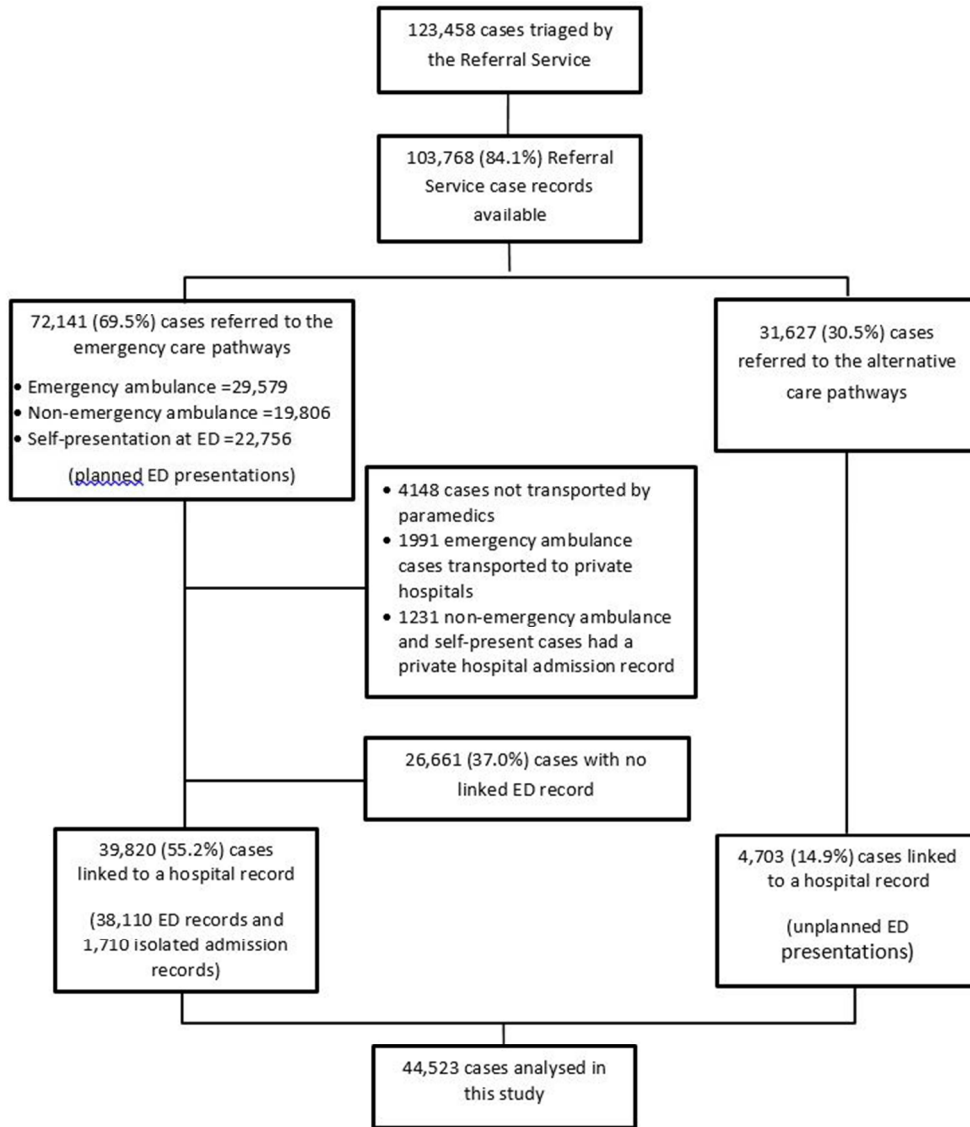 123,458 cases triaged by
the Referral Service
103,768 (84.1%) Referral
Service case records
available
72,141 (69.5%) cases referred to the
emergency care pathways
• Emergency ambulance =29,579
• Non-emergency ambulance =19,806
• Self-presentation at ED =22,756
(planned ED presentations)
31,627 (30.5%) cases
referred to the alternative
care pathways
• 4148 cases not transported by
paramedics
• 1991 emergency ambulance
cases transported to private
hospitals
• 1231 non-emergency ambulance
and self-present cases had a
private hospital admission record
26,661 (37.0%) cases with no
linked ED record
39,820 (55.2%) cases
linked to a hospital record
(38,110 ED records and
1,710 isolated admission
records)
4,703 (14.9%) cases linked
to a hospital record
(unplanned ED
presentations)
44,523 cases analysed in
this study